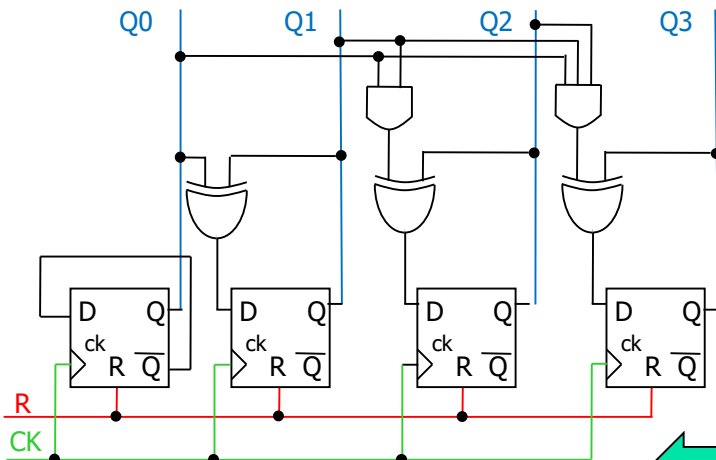 Q0 Q1 Q2 Q3
D Q D Q D Q D Q
ck ck ck ck
R Q̅ R Q̅ R Q̅ R Q̅
R
CK